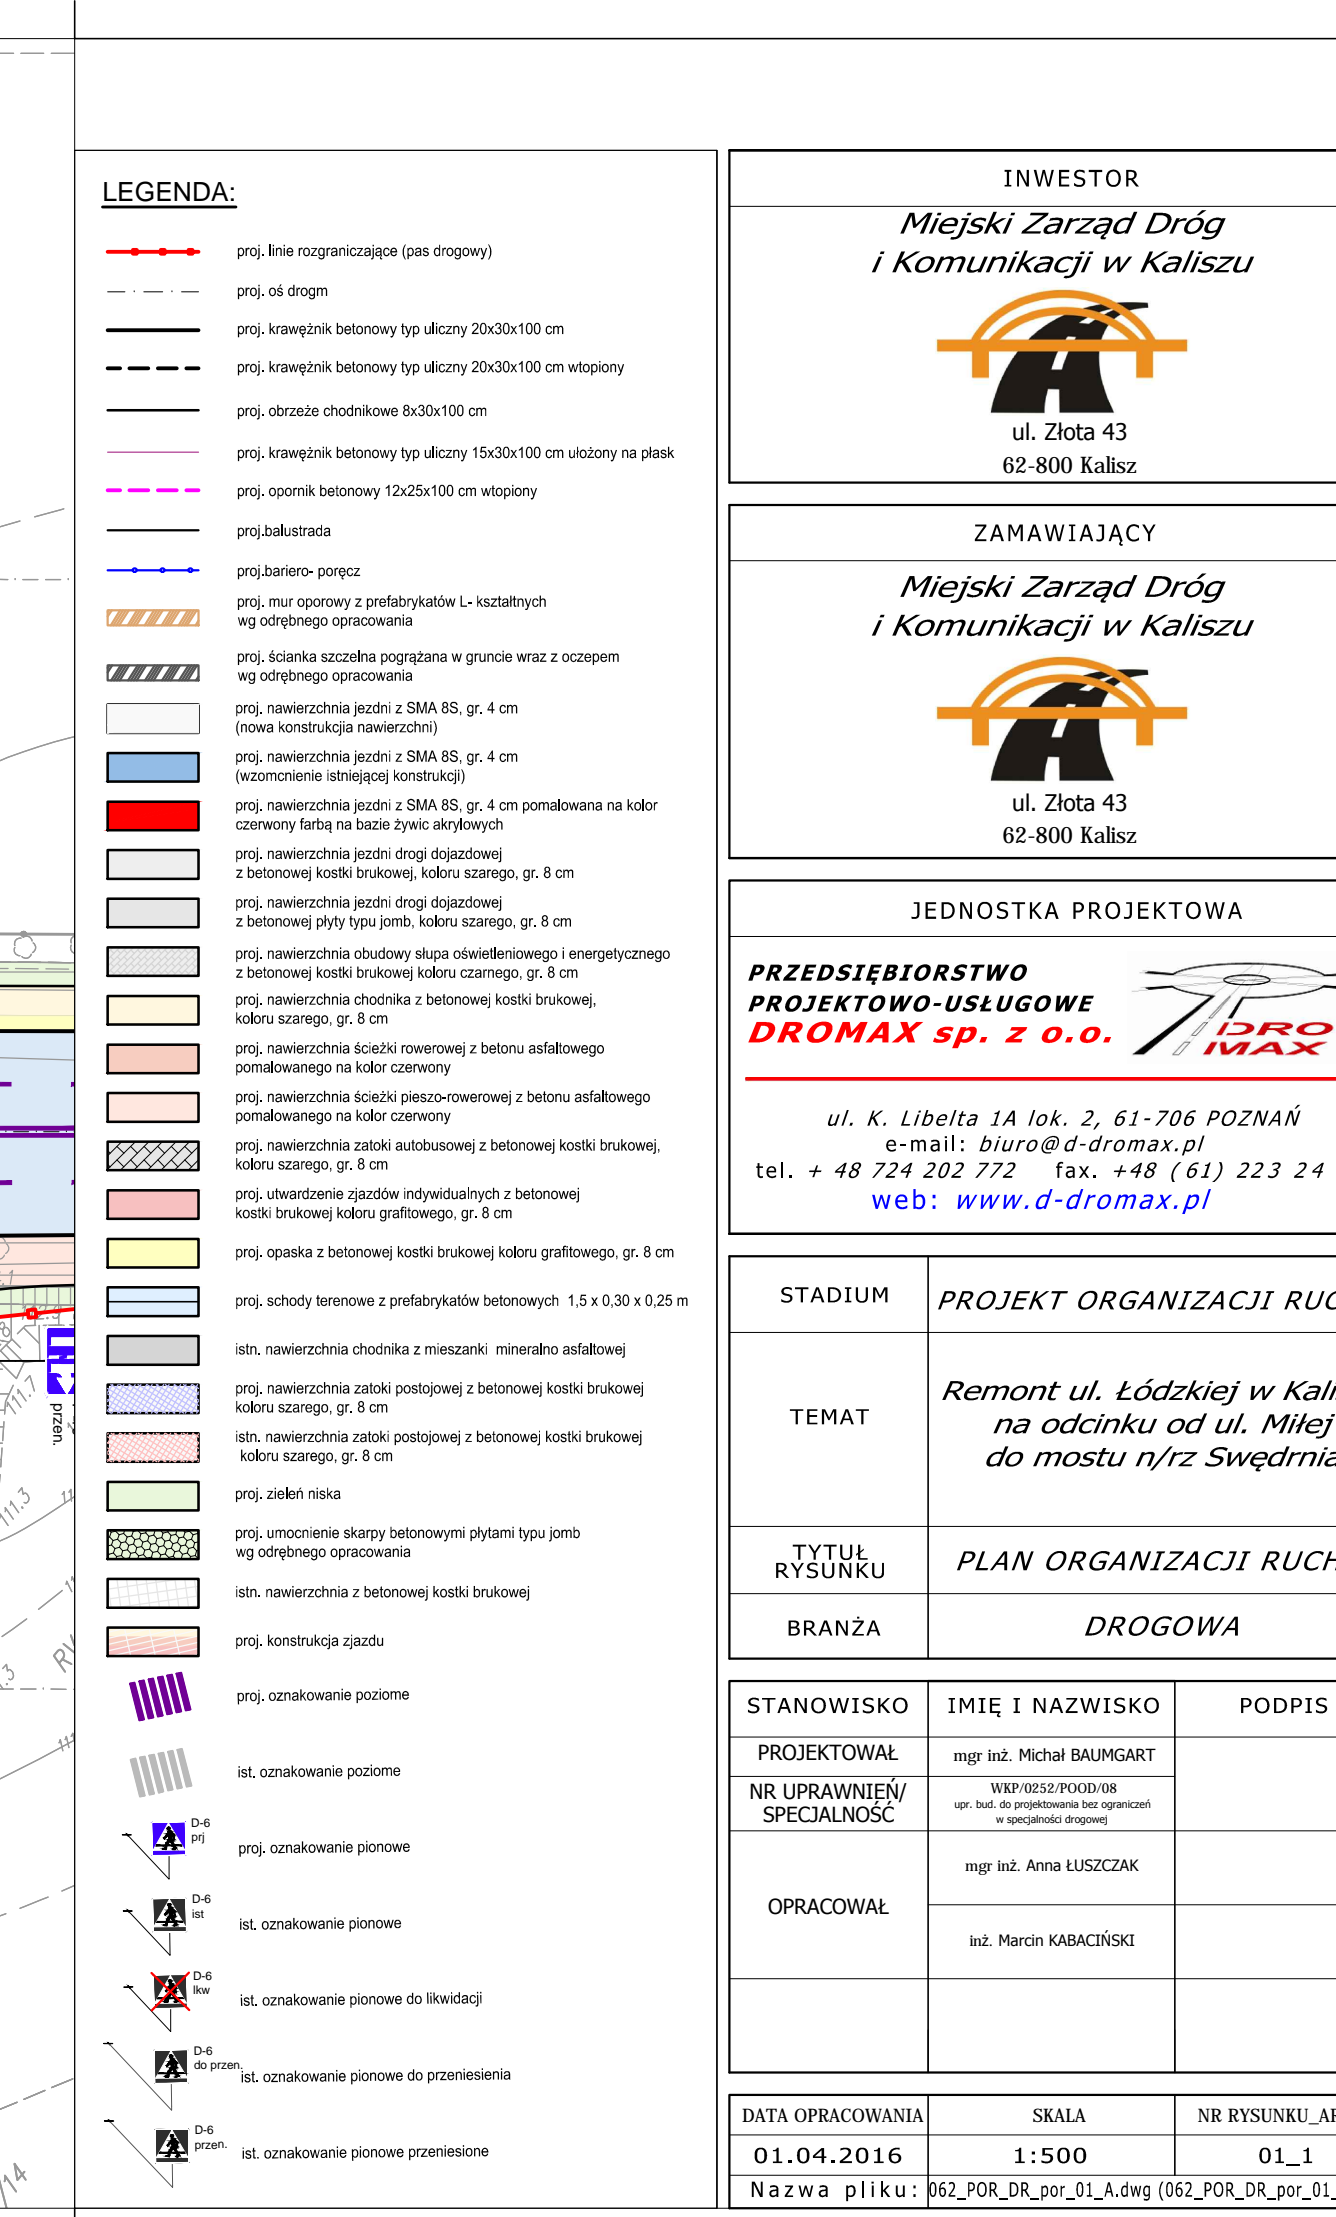 LEGENDA:
proj. linie rozgraniczające (pas drogowy)
proj. oś drogm
proj. krawężnik betonowy typ uliczny 20x30x100 cm
proj. krawężnik betonowy typ uliczny 20x30x100 cm wtopiony
proj. obrzeże chodnikowe 8x30x100 cm
proj. krawężnik betonowy typ uliczny 15x30x100 cm ułożony na płask
proj. opornik betonowy 12x25x100 cm wtopiony
proj.balustrada
proj.bariero- poręcz
proj. mur oporowy z prefabrykatów L- kształtnych
wg odrębnego opracowania
proj. ścianka szczelna pogrążana w gruncie wraz z oczepem
wg odrębnego opracowania
proj. nawierzchnia jezdni z SMA 8S, gr. 4 cm
(nowa konstrukcjia nawierzchni)
proj. nawierzchnia jezdni z SMA 8S, gr. 4 cm
(wzomcnienie istniejącej konstrukcji)
proj. nawierzchnia jezdni z SMA 8S, gr. 4 cm pomalowana na kolor
czerwony farbą na bazie żywic akrylowych
proj. nawierzchnia jezdni drogi dojazdowej
z betonowej kostki brukowej, koloru szarego, gr. 8 cm
proj. nawierzchnia jezdni drogi dojazdowej
z betonowej płyty typu jomb, koloru szarego, gr. 8 cm
proj. nawierzchnia obudowy słupa oświetleniowego i energetycznego
z betonowej kostki brukowej koloru czarnego, gr. 8 cm
proj. nawierzchnia chodnika z betonowej kostki brukowej,
koloru szarego, gr. 8 cm
proj. nawierzchnia ścieżki rowerowej z betonu asfaltowego
pomalowanego na kolor czerwony
proj. nawierzchnia ścieżki pieszo-rowerowej z betonu asfaltowego
pomalowanego na kolor czerwony
proj. nawierzchnia zatoki autobusowej z betonowej kostki brukowej,
koloru szarego, gr. 8 cm
proj. utwardzenie zjazdów indywidualnych z betonowej
kostki brukowej koloru grafitowego, gr. 8 cm
proj. opaska z betonowej kostki brukowej koloru grafitowego, gr. 8 cm
proj. schody terenowe z prefabrykatów betonowych 1,5 x 0,30 x 0,25 m
istn. nawierzchnia chodnika z mieszanki mineralno asfaltowej
proj. nawierzchnia zatoki postojowej z betonowej kostki brukowej
koloru szarego, gr. 8 cm
istn. nawierzchnia zatoki postojowej z betonowej kostki brukowej
koloru szarego, gr. 8 cm
proj. zieleń niska
proj. umocnienie skarpy betonowymi płytami typu jomb
wg odrębnego opracowania
istn. nawierzchnia z betonowej kostki brukowej
proj. konstrukcja zjazdu
proj. oznakowanie poziome
ist. oznakowanie poziome
D-6
prj
proj. oznakowanie pionowe
D-6
ist
ist. oznakowanie pionowe
D-6
lkw
ist. oznakowanie pionowe do likwidacji
D-6
do przen.
ist. oznakowanie pionowe do przeniesienia
D-6
przen.
ist. oznakowanie pionowe przeniesione
przen.
111.7
111.3
INWESTOR
Miejski Zarząd Dróg
i Komunikacji w Kaliszu
ul. Złota 43
62-800 Kalisz
ZAMAWIAJĄCY
Miejski Zarząd Dróg
i Komunikacji w Kaliszu
ul. Złota 43
62-800 Kalisz
JEDNOSTKA PROJEKTOWA
PRZEDSIĘBIORSTWO
PROJEKTOWO-USŁUGOWE
DROMAX sp. z o.o.
DRO
MAX
ul. K. Libelta 1A lok. 2, 61-706 POZNAŃ
e-mail: biuro@d-dromax.pl
tel. + 48 724 202 772 fax. +48 (61) 223 24
web: www.d-dromax.pl
STADIUM
PROJEKT ORGANIZACJI RUC
TEMAT
Remont ul. Łódzkiej w Kali
na odcinku od ul. Miłej
do mostu n/rz Swędrnia
TYTUŁ
RYSUNKU
PLAN ORGANIZACJI RUCH
BRANŻA
DROGOWA
STANOWISKO IMIĘ I NAZWISKO PODPIS
PROJEKTOWAŁ mgr inż. Michał BAUMGART
NR UPRAWNIEŃ/
SPECJALNOŚĆ
WKP/0252/POOD/08
upr. bud. do projektowania bez ograniczeń
w specjalności drogowej
OPRACOWAŁ
mgr inż. Anna ŁUSZCZAK
inż. Marcin KABACIŃSKI
DATA OPRACOWANIA SKALA NR RYSUNKU_AR
01.04.2016 1:500 01_1
Nazwa pliku: 062_POR_DR_por_01_A.dwg (062_POR_DR_por_01_